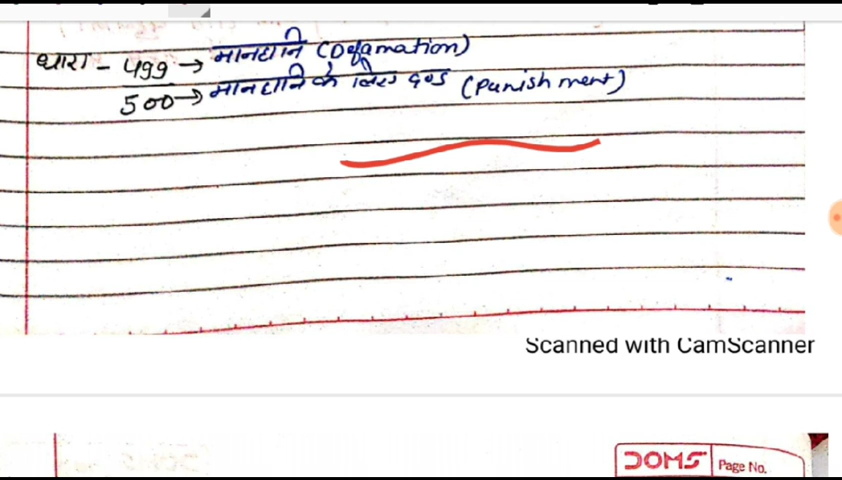 धारा - 499 → मानहानि (Defamation)
500 → मानहानि के लिए दण्ड (Punishment)
Scanned with CamScanner
DOMS Page No.